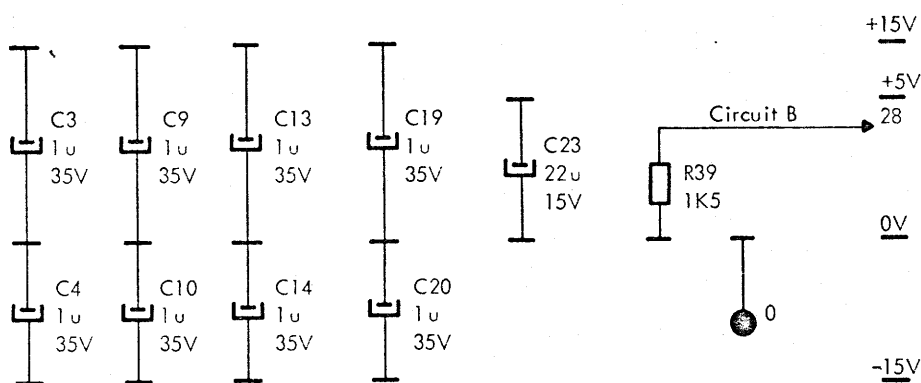 +15V
+5V
C3
1u
35V
C9
1u
35V
C13
1u
35V
C19
1u
35V
C23
22u
15V
Circuit B
28
R39
1K5
0V
C4
1u
35V
C10
1u
35V
C14
1u
35V
C20
1u
35V
0
-15V